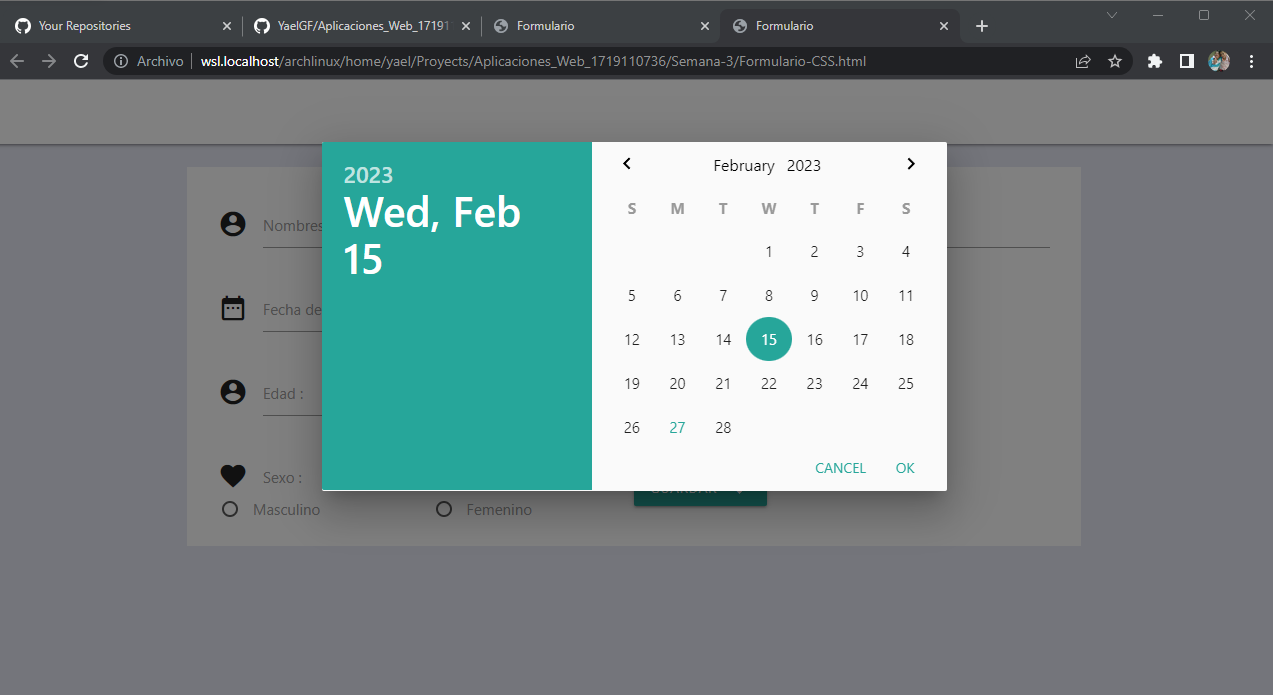 Your Repositories
YaelGF/Aplicaciones_Web_17191
Formulario
Formulario
Archivo
wsl.localhost/archlinux/home/yael/Proyects/Aplicaciones_Web_1719110736/Semana-3/Formulario-CSS.html
2023
Wed, Feb
15
February 2023
S M T W T F S
1 2 3 4
5 6 7 8 9 10 11
12 13 14 15 16 17 18
19 20 21 22 23 24 25
26 27 28
CANCEL OK
Nombres
Fecha de
Edad :
Sexo :
Masculino Femenino